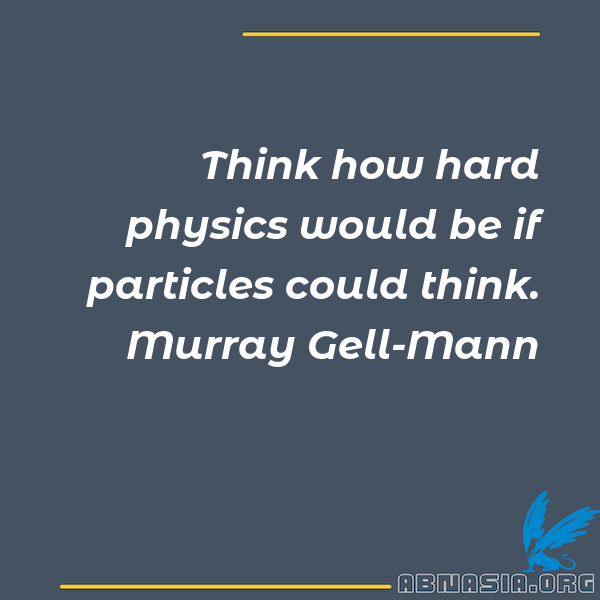 Think how hard
physics would be if
particles could think.
Murray Gell-Mann
ABNASIA.ORG